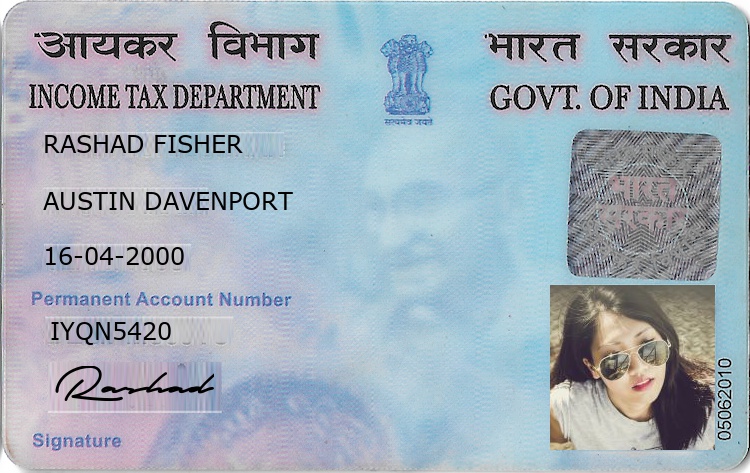 आयकर विभाग
भारत सरकार
INCOME TAX DEPARTMENT
GOVT. OF INDIA
सत्यमेव जयते
RASHAD FISHER
AUSTIN DAVENPORT
16-04-2000
भारत
सरकार
Permanent Account Number
IYQN5420
Rashad
Signature
05062010